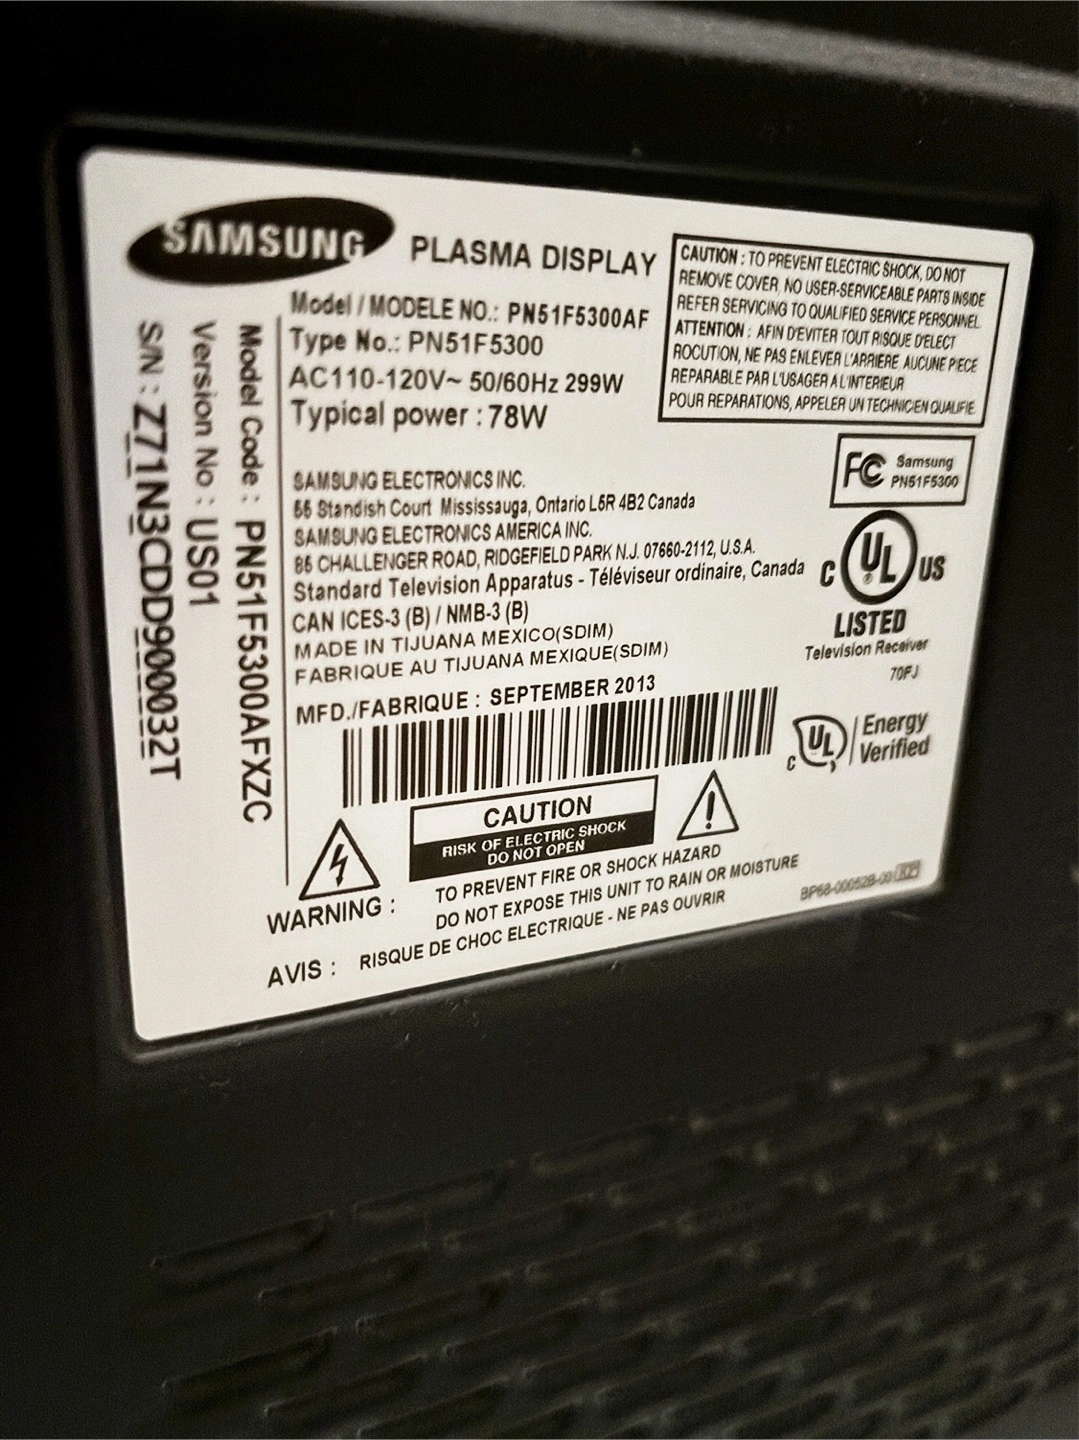 SAMSUNG
PLASMA DISPLAY
Model / MODELE NO.: PN51F5300AF
Type No.: PN51F5300
AC110-120V~ 50/60Hz 299W
Typical power : 78W
CAUTION : TO PREVENT ELECTRIC SHOCK, DO NOT
REMOVE COVER, NO USER-SERVICEABLE PARTS INSIDE
REFER SERVICING TO QUALIFIED SERVICE PERSONNEL.
ATTENTION : AFIN D'EVITER TOUT RISQUE D'ELECT
ROCUTION, NE PAS ENLEVER L'ARRIERE AUCUNE PIECE
REPARABLE PAR L'USAGER A L'INTERIEUR
POUR REPARATIONS, APPELER UN TECHNICIEN QUALIFIE.
S/N : Z71N3CDD900032T
Version No : US01
Model Code : PN51F5300AFXZC
FC Samsung
PN51F5300
SAMSUNG ELECTRONICS INC.
Standish Court Mississauga, Ontario L5R 4B2 Canada
SAMSUNG ELECTRONICS AMERICA INC.
85 CHALLENGER ROAD, RIDGEFIELD PARK N.J. 07660-2112, U.S.A.
Standard Television Apparatus - Téléviseur ordinaire, Canada
CAN ICES-3 (B) / NMB-3 (B)
MADE IN TIJUANA MEXICO(SDIM)
FABRIQUE AU TIJUANA MEXIQUE(SDIM)
MFD./FABRIQUE : SEPTEMBER 2013
C UL US
LISTED
Television Receiver
70FJ
C UL Energy
Verified
CAUTION
RISK OF ELECTRIC SHOCK
DO NOT OPEN
WARNING : TO PREVENT FIRE OR SHOCK HAZARD
DO NOT EXPOSE THIS UNIT TO RAIN OR MOISTURE
AVIS : RISQUE DE CHOC ELECTRIQUE - NE PAS OUVRIR